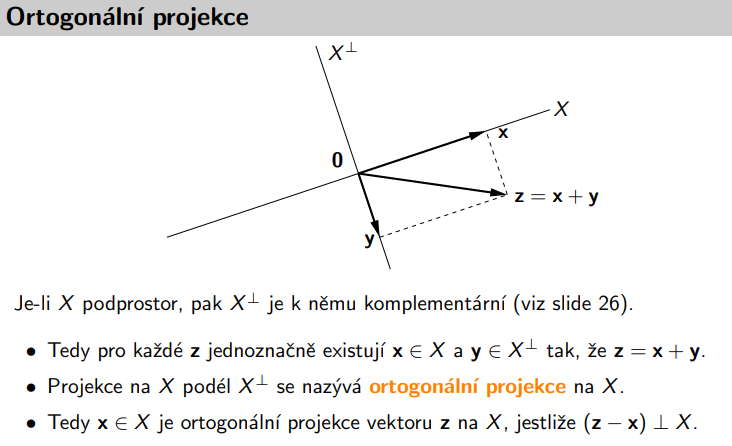 Ortogonální projekce
X⊥
X
x
0
z = x + y
y
Je-li X podprostor, pak X⊥ je k němu komplementární (viz slide 26).
• Tedy pro každé z jednoznačně existují x ∈ X a y ∈ X⊥ tak, že z = x + y.
• Projekce na X podél X⊥ se nazývá ortogonální projekce na X.
• Tedy x ∈ X je ortogonální projekce vektoru z na X, jestliže (z − x) ⊥ X.